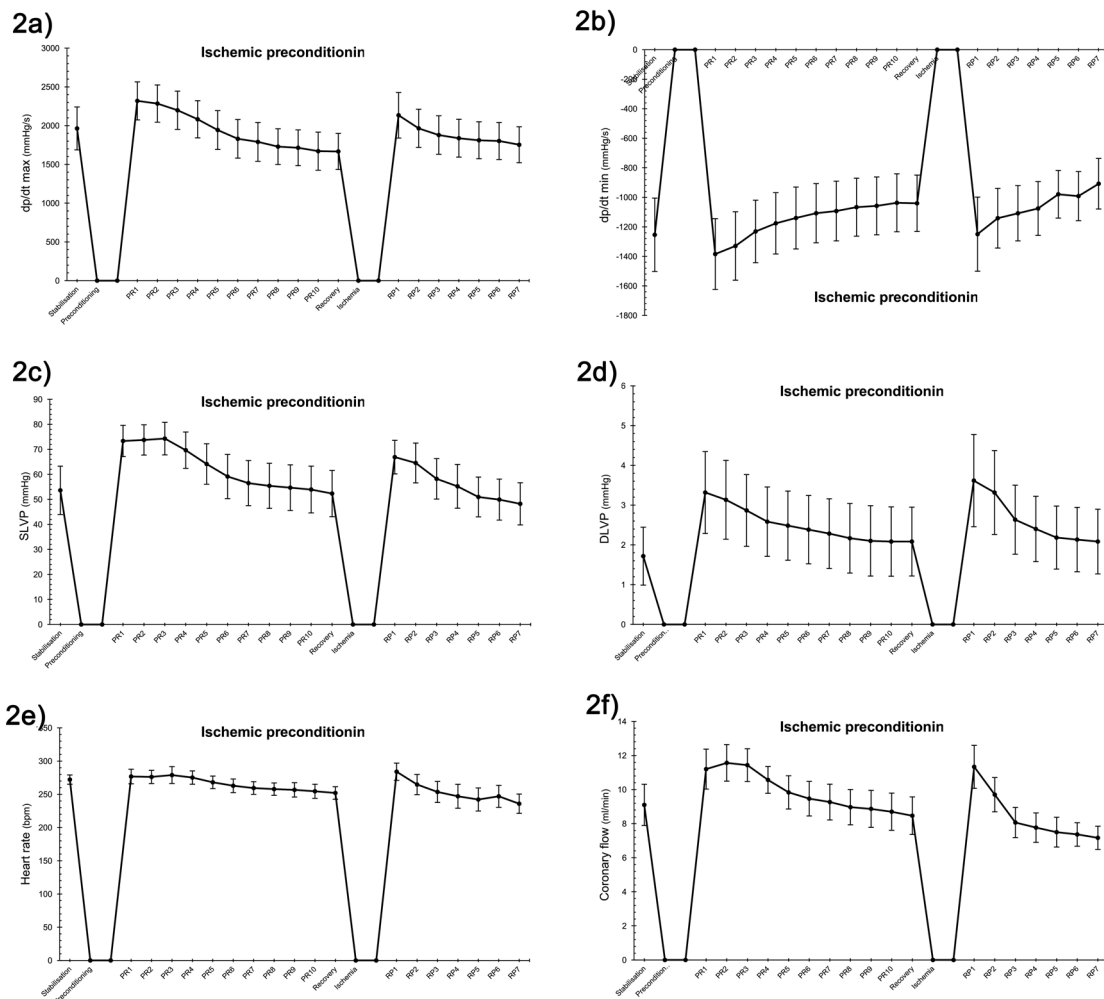 2a)
Ischemic preconditionin
3000
2500
2000
1500
1000
500
0
dp/dt max (mmHg/s)
Stabilisation
Preconditioning
PR1
PR2
PR3
PR4
PR5
PR6
PR7
PR8
PR9
PR10
Recovery
Ischemia
RP1
RP2
RP3
RP4
RP5
RP6
RP7
2b)
0
-200
-400
-600
-800
-1000
-1200
-1400
-1600
-1800
dp/dt min (mmHg/s)
Stabilisation
Preconditioning
PR1
PR2
PR3
PR4
PR5
PR6
PR7
PR8
PR9
PR10
Recovery
Ischemia
RP1
RP2
RP3
RP4
RP5
RP6
RP7
Ischemic preconditionin
2c)
Ischemic preconditionin
90
80
70
60
50
40
30
20
10
0
SLVP (mmHg)
Stabilisation
Preconditioning
PR1
PR2
PR3
PR4
PR5
PR6
PR7
PR8
PR9
PR10
Recovery
Ischemia
RP1
RP2
RP3
RP4
RP5
RP6
RP7
2d)
Ischemic preconditionin
6
5
4
3
2
1
0
DLVP (mmHg)
Stabilisation
Precondition...
PR1
PR2
PR3
PR4
PR5
PR6
PR7
PR8
PR9
PR10
Recovery
Ischemia
RP1
RP2
RP3
RP4
RP5
RP6
RP7
2e)
Ischemic preconditionin
350
300
250
200
150
100
50
0
Heart rate (bpm)
Stabilisation
Preconditioning
PR1
PR2
PR3
PR4
PR5
PR6
PR7
PR8
PR9
PR10
Recovery
Ischemia
RP1
RP2
RP3
RP4
RP5
RP6
RP7
2f)
Ischemic preconditionin
14
12
10
8
6
4
2
0
Coronary flow (ml/min)
Stabilisation
Precondition...
PR1
PR2
PR3
PR4
PR5
PR6
PR7
PR8
PR9
PR10
Recovery
Ischemia
RP1
RP2
RP3
RP4
RP5
RP6
RP7